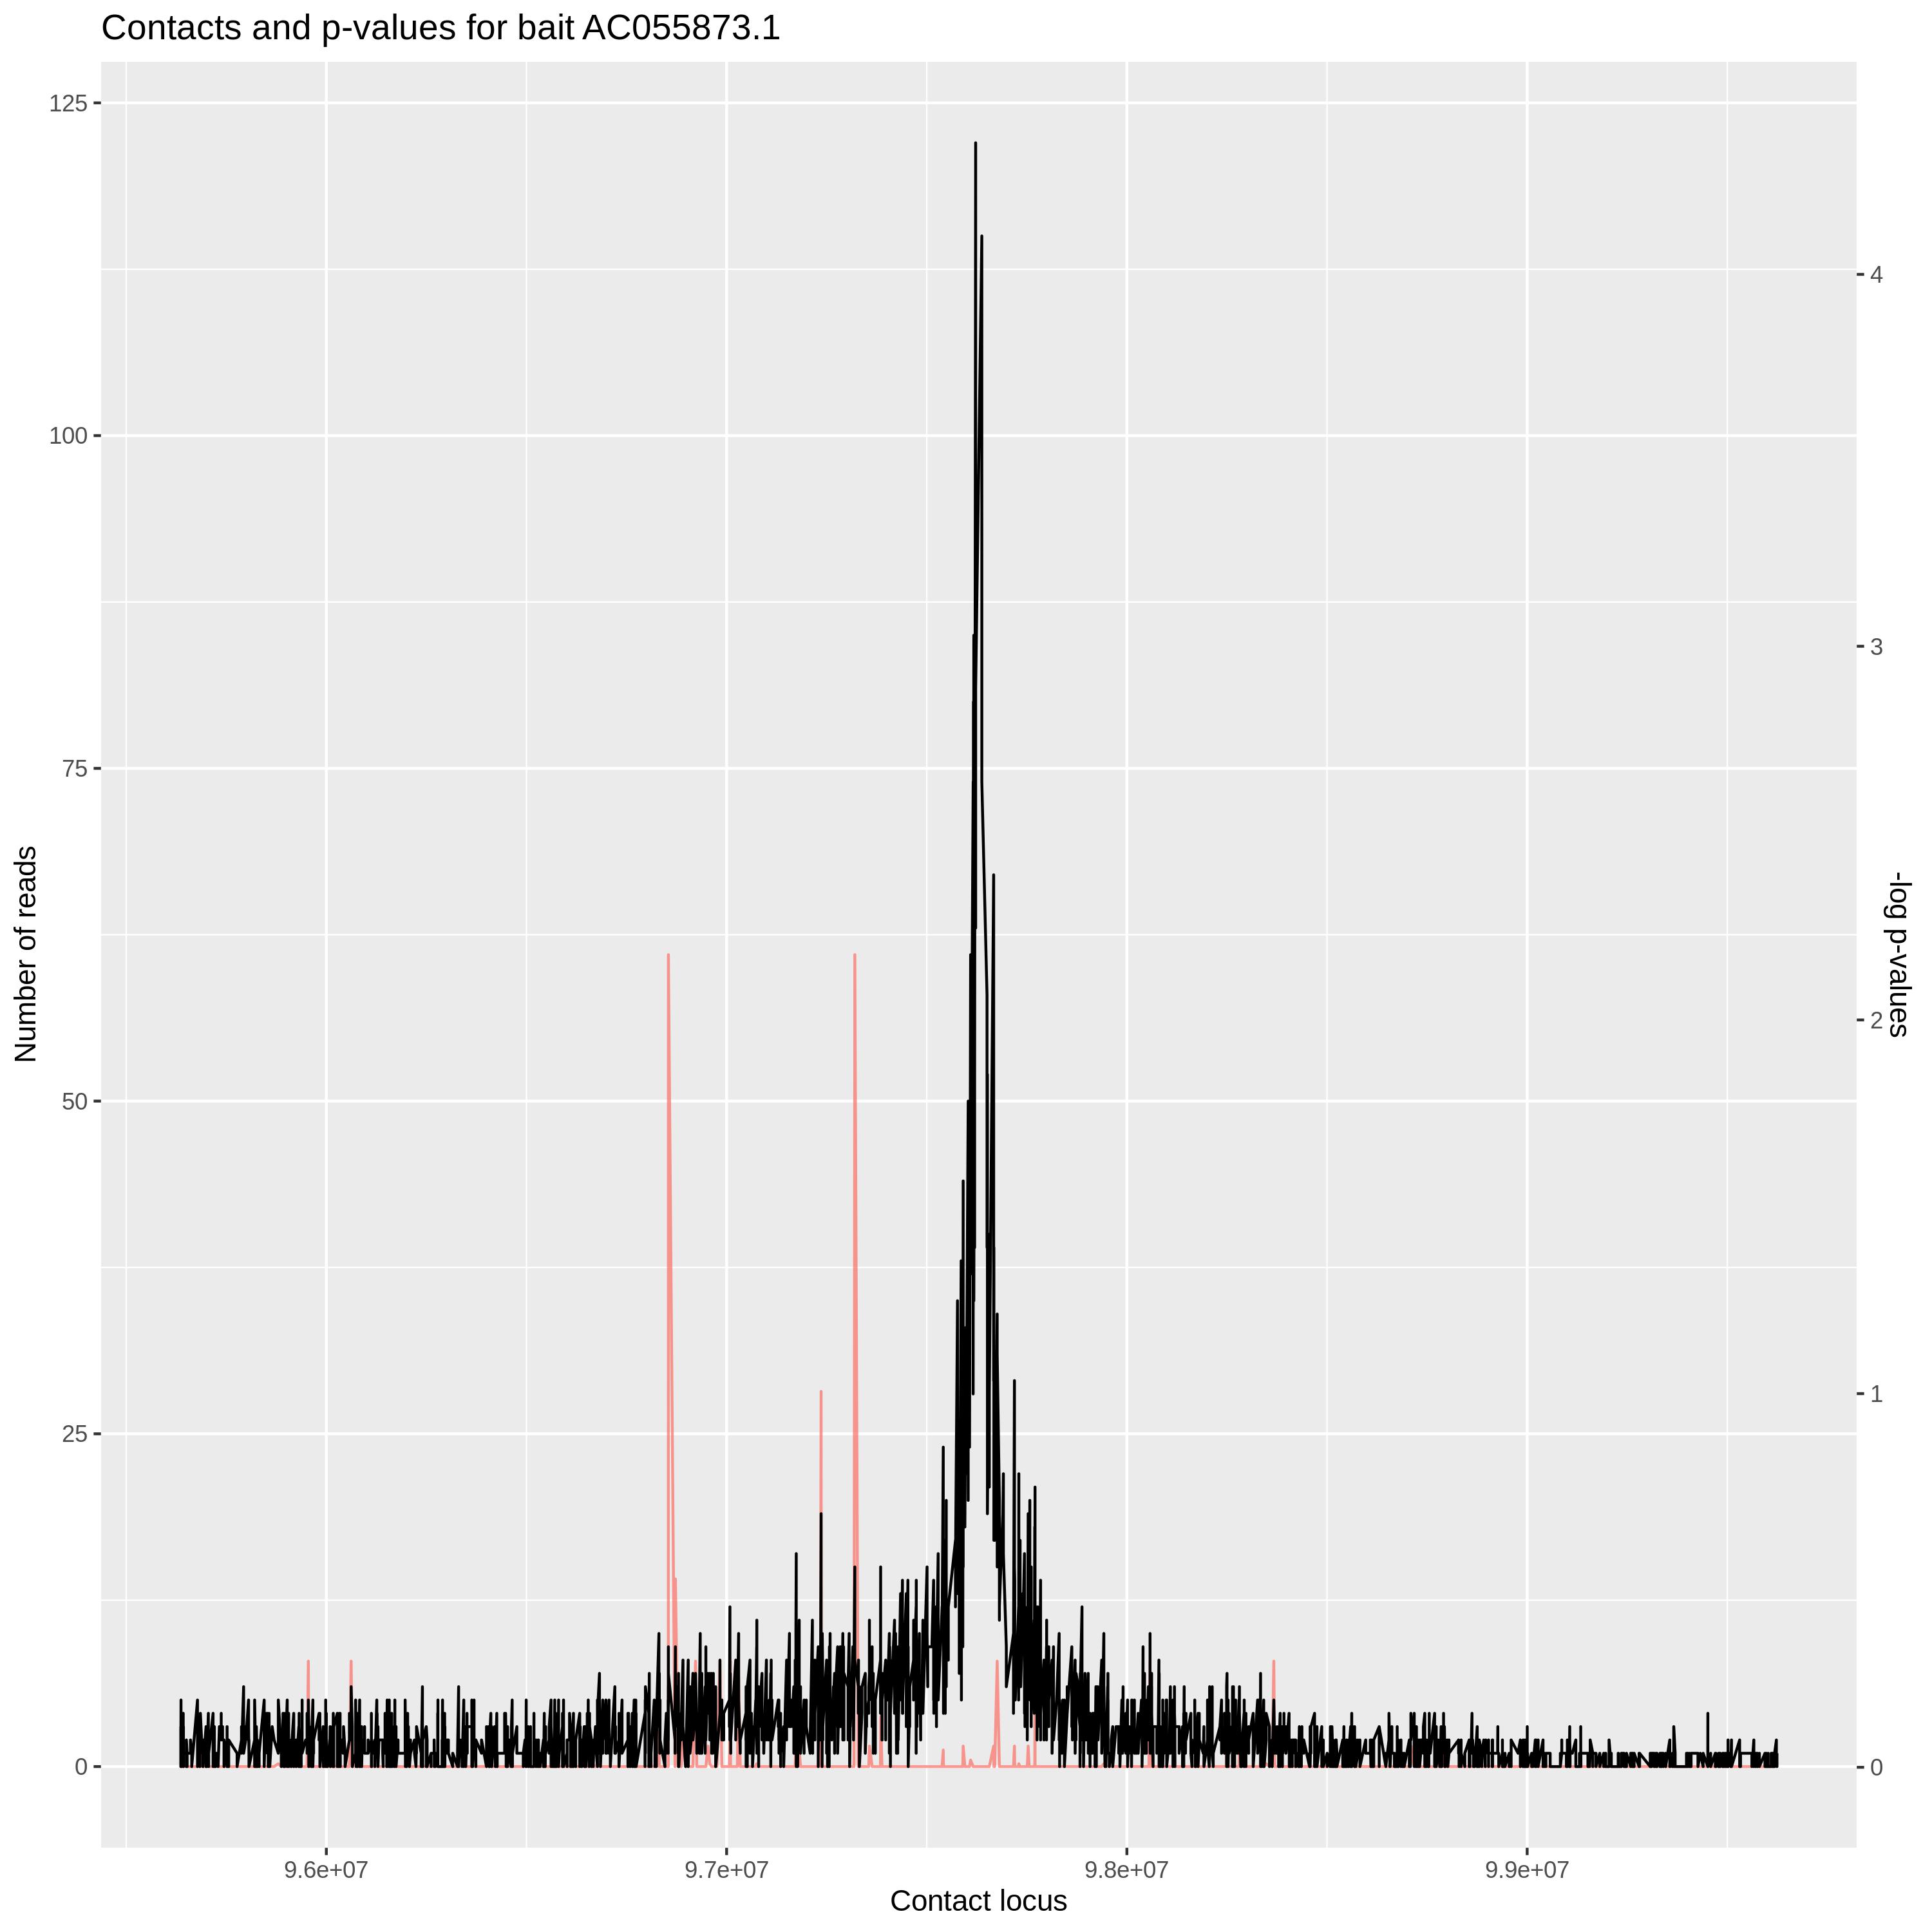 Contacts and p-values for bait AC055873.1
125
100
75
50
25
0
Number of reads
4
3
2
1
0
-log p-values
9.6e+07
9.7e+07
9.8e+07
9.9e+07
Contact locus